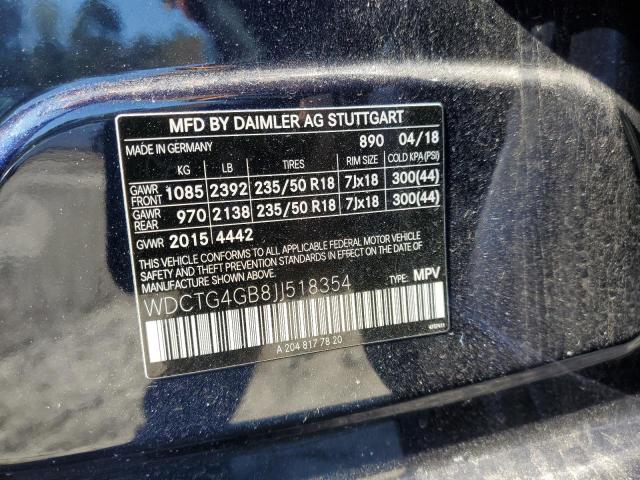 MFD BY DAIMLER AG STUTTGART
MADE IN GERMANY 890 04/18
KG LB TIRES RIM SIZE COLD KPA(PSI)
GAWR FRONT 1085 2392 235/50 R18 7Jx18 300(44)
GAWR REAR 970 2138 235/50 R18 7Jx18 300(44)
GVWR 2015 4442
THIS VEHICLE CONFORMS TO ALL APPLICABLE FEDERAL MOTOR VEHICLE
SAFETY AND THEFT PREVENTION STANDARDS IN EFFECT ON THE DATE OF
MANUFACTURE SHOWN ABOVE.
WDCTG4GB8JJ518354 TYPE: MPV
A 204 817 78 20